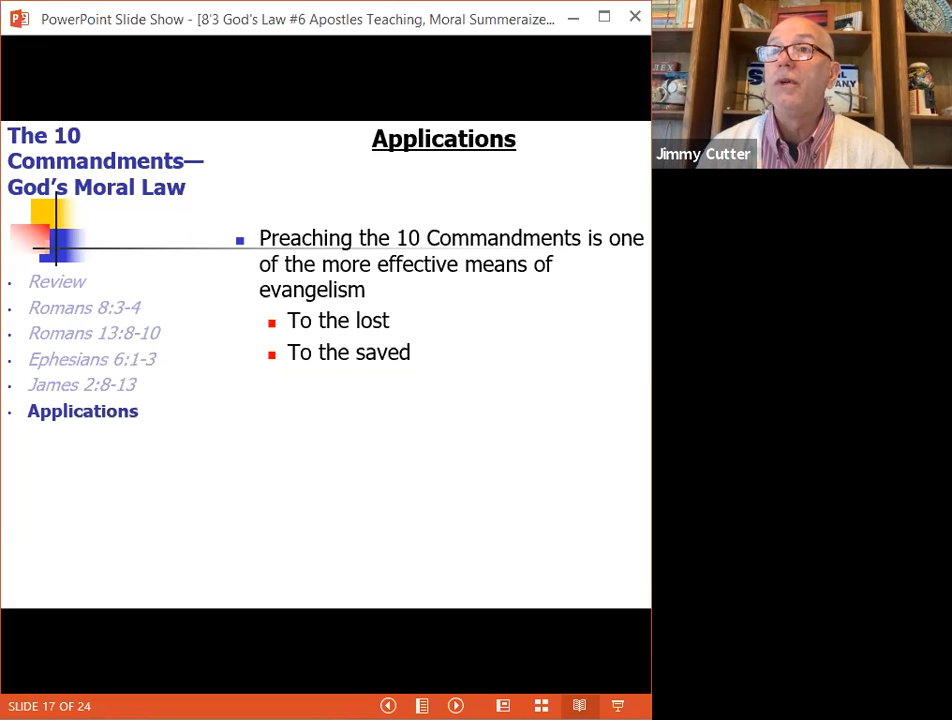 PowerPoint Slide Show - [8'3 God's Law #6 Apostles Teaching, Moral Summeraize...
The 10
Commandments—
God's Moral Law
Applications
Review
Romans 8:3-4
Romans 13:8-10
Ephesians 6:1-3
James 2:8-13
Applications
Preaching the 10 Commandments is one
of the more effective means of
evangelism
To the lost
To the saved
Jimmy Cutter
SLIDE 17 OF 24